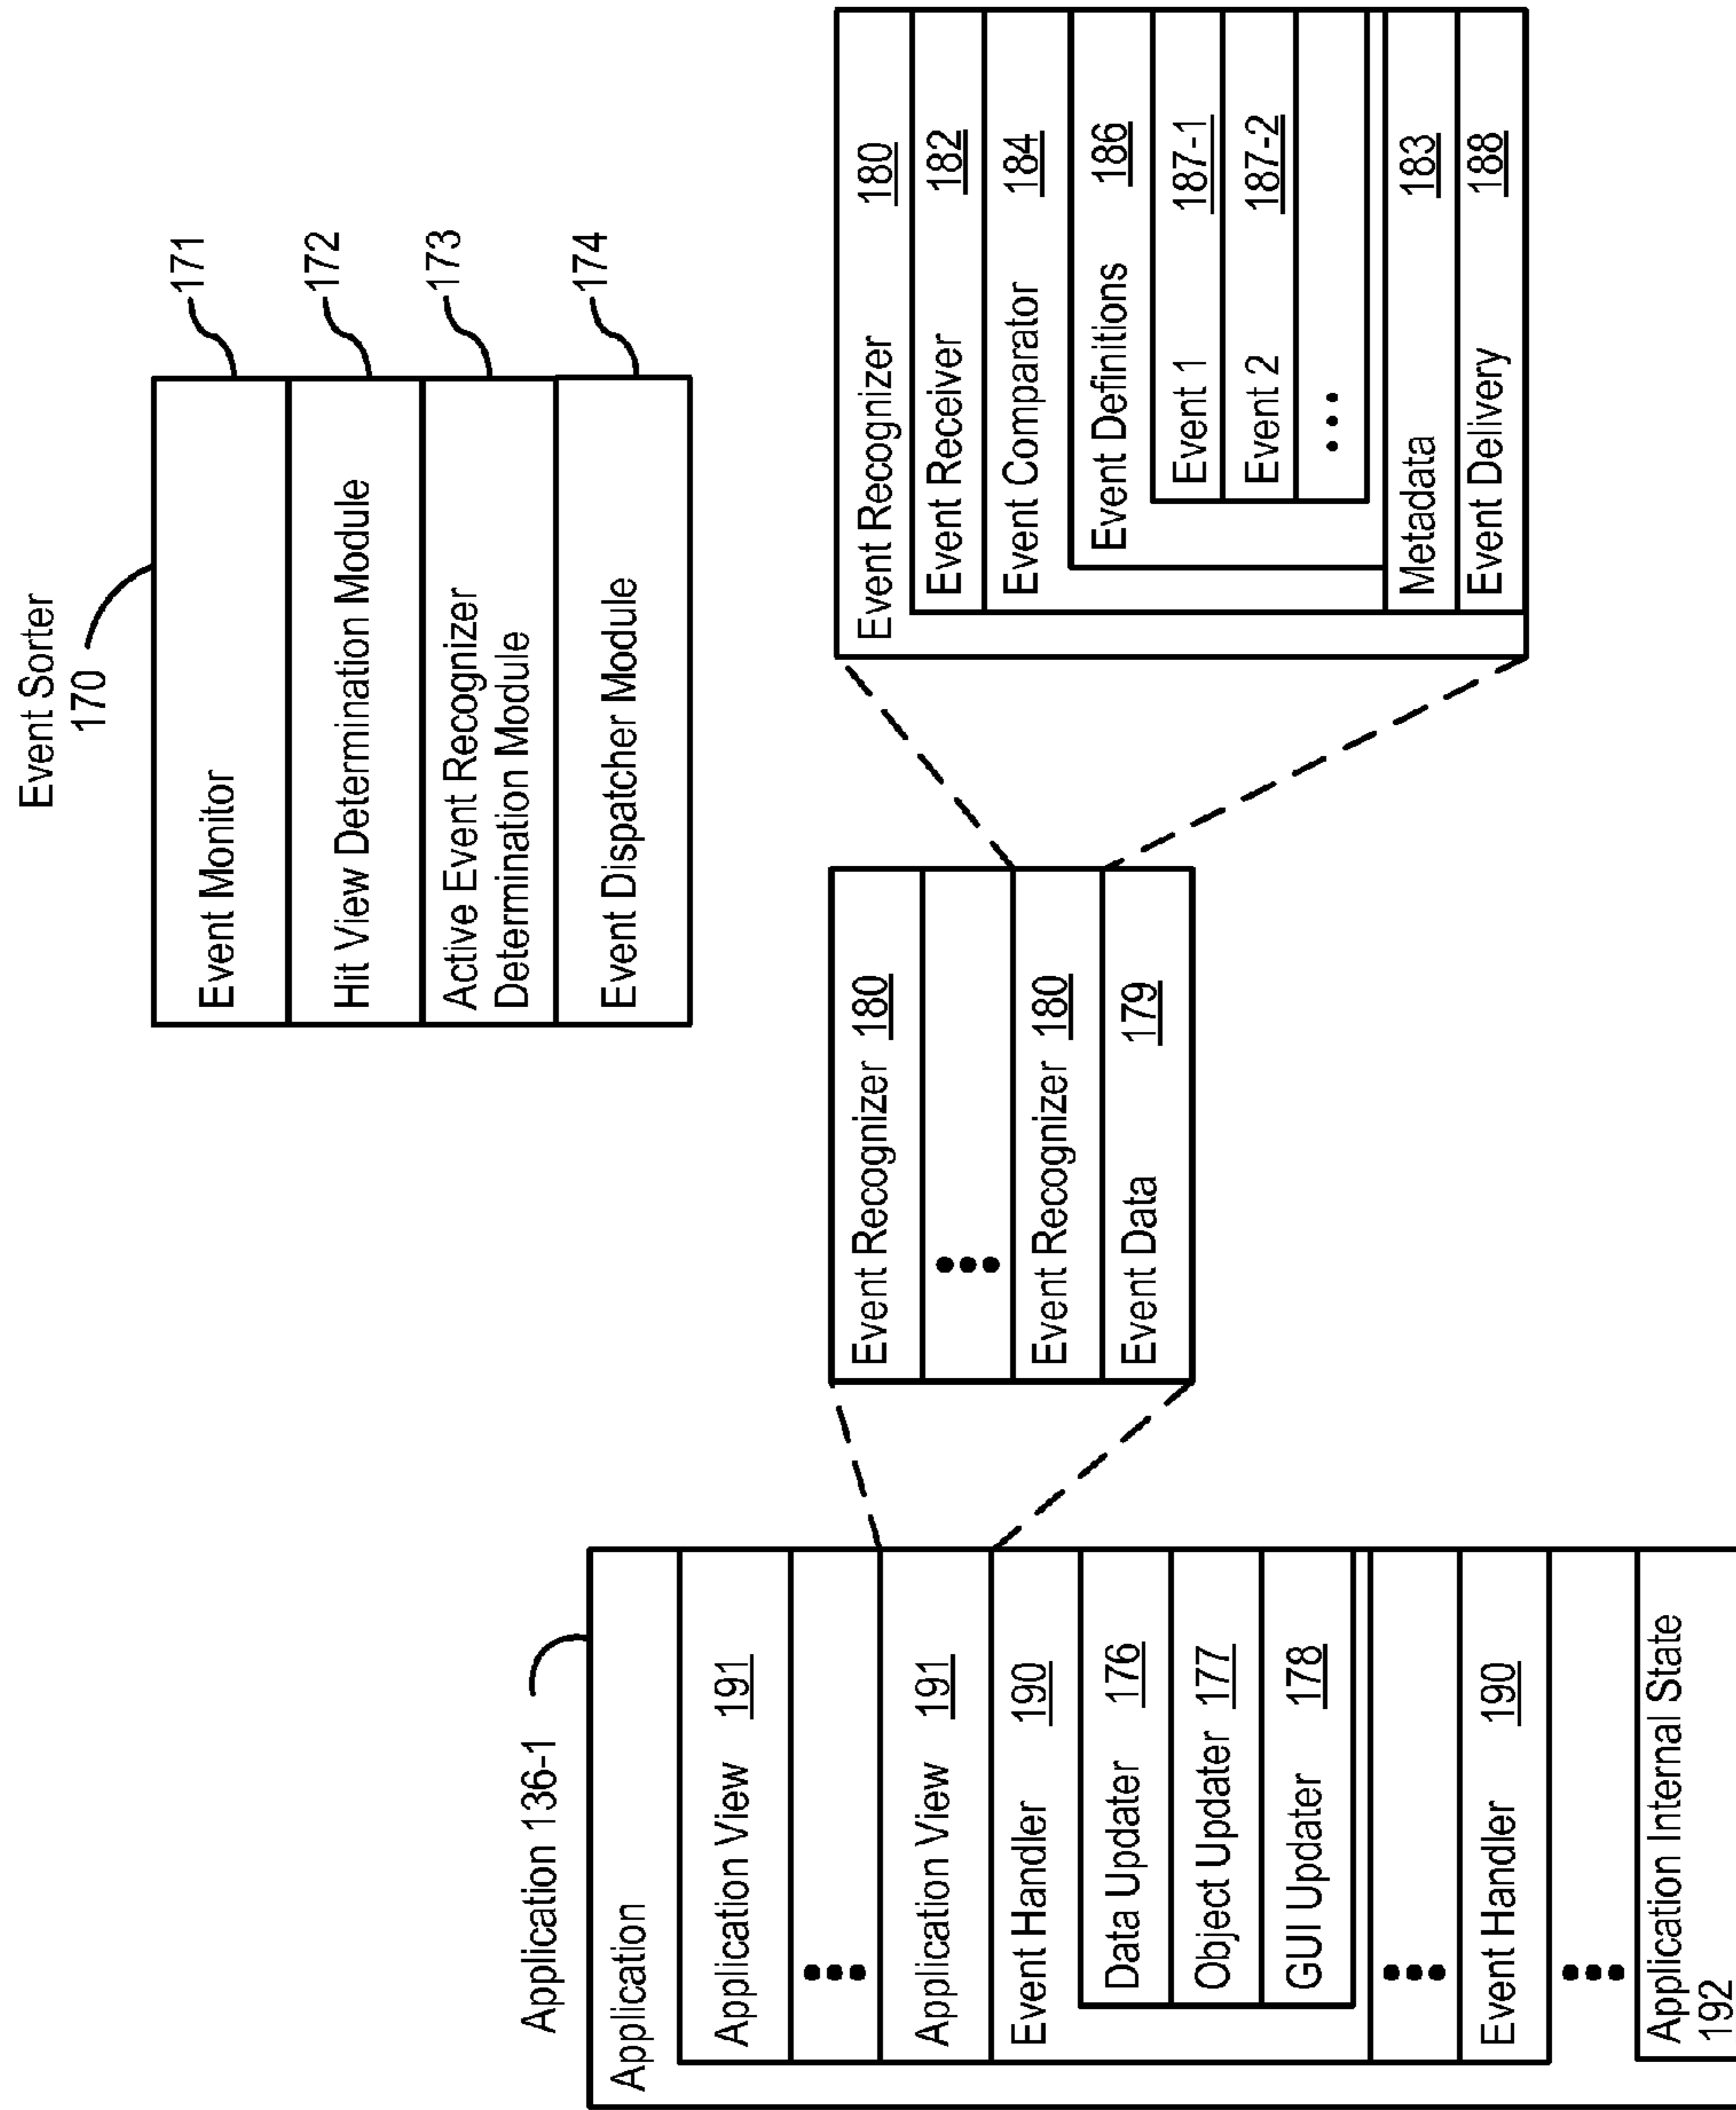 Event Sorter
170
Event Monitor
171
Hit View Determination Module
172
Active Event Recognizer
Determination Module
173
Event Dispatcher Module
174
Application 136-1
Application
Application View 191
•••
Application View 191
Event Handler 190
Data Updater 176
Object Updater 177
GUI Updater 178
•••
Event Handler 190
•••
Application Internal State
192
Event Recognizer 180
•••
Event Recognizer 180
Event Data 179
Event Recognizer 180
Event Receiver 182
Event Comparator 184
Event Definitions 186
Event 1 187-1
Event 2 187-2
•••
Metadata 183
Event Delivery 188